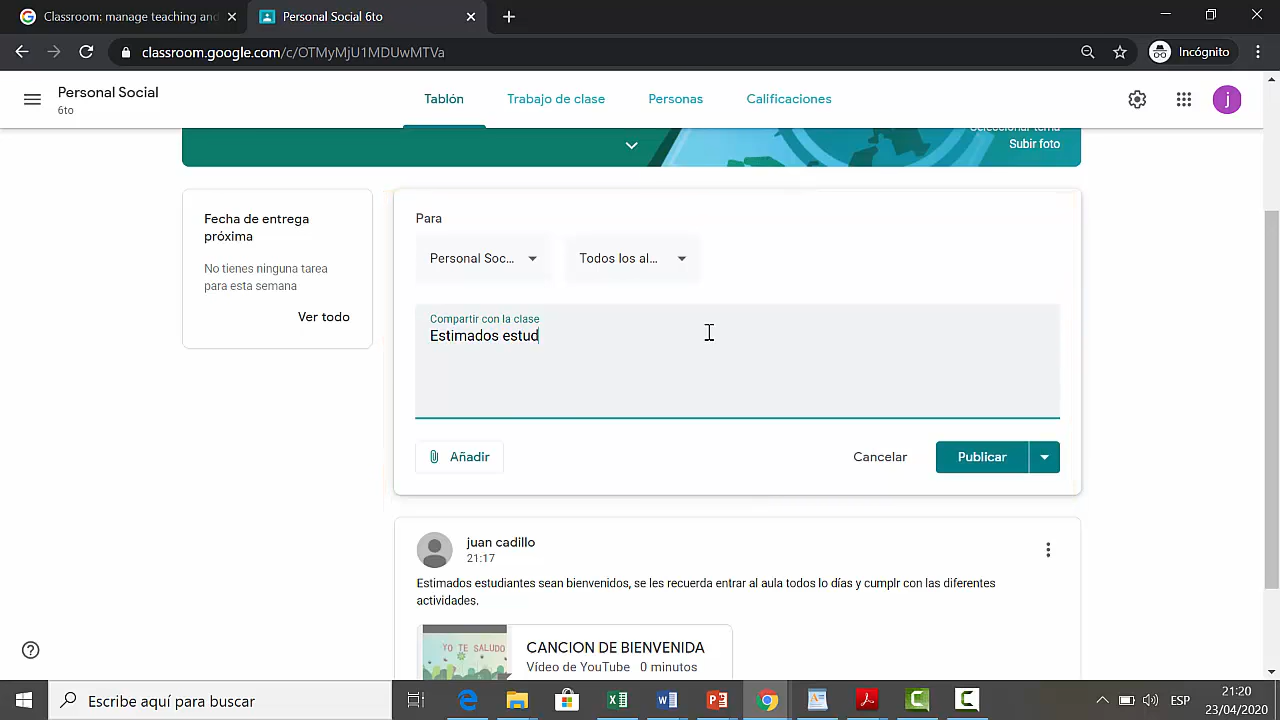 Classroom: manage teaching and
Personal Social 6to
classroom.google.com/c/OTMyMjU1MDUwMTVa
Incógnito
Personal Social
6to
Tablón
Trabajo de clase
Personas
Calificaciones
j
Seleccionar tema
Subir foto
Fecha de entrega
próxima
No tienes ninguna tarea
para esta semana
Ver todo
Para
Personal Soc...
Todos los al...
Compartir con la clase
Estimados estud
Añadir
Cancelar
Publicar
juan cadillo
21:17
Estimados estudiantes sean bienvenidos, se les recuerda entrar al aula todos lo días y cumplr con las diferentes
actividades.
YO TE SALUDO
CANCION DE BIENVENIDA
Vídeo de YouTube 0 minutos
Escribe aquí para buscar
ESP
21:20
23/04/2020